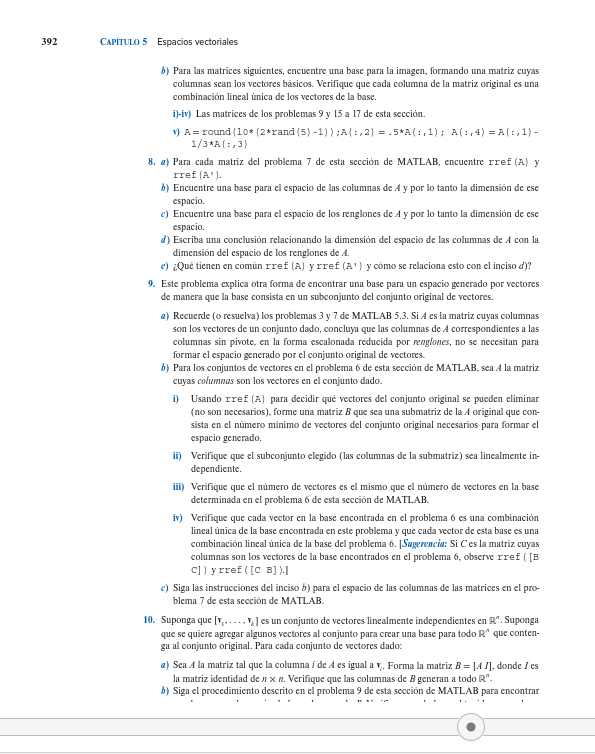 392 CAPÍTULO 5 Espacios vectoriales
b) Para las matrices siguientes, encuentre una base para la imagen, formando una matriz cuyas
columnas sean los vectores básicos. Verifique que cada columna de la matriz original es una
combinación lineal única de los vectores de la base.
i)-iv) Las matrices de los problemas 9 y 15 a 17 de esta sección.
v) A=round(10*(2*rand(5)-1));A(:,2)=.5*A(:,1); A(:,4)=A(:,1)-
1/3*A(:,3)
8. a) Para cada matriz del problema 7 de esta sección de MATLAB, encuentre rref(A) y
rref(A').
b) Encuentre una base para el espacio de las columnas de A y por lo tanto la dimensión de ese
espacio.
c) Encuentre una base para el espacio de los renglones de A y por lo tanto la dimensión de ese
espacio.
d) Escriba una conclusión relacionando la dimensión del espacio de las columnas de A con la
dimensión del espacio de los renglones de A.
e) ¿Qué tienen en común rref(A) y rref(A') y cómo se relaciona esto con el inciso d)?
9. Este problema explica otra forma de encontrar una base para un espacio generado por vectores
de manera que la base consista en un subconjunto del conjunto original de vectores.
a) Recuerde (o resuelva) los problemas 3 y 7 de MATLAB 5.3. Si A es la matriz cuyas columnas
son los vectores de un conjunto dado, concluya que las columnas de A correspondientes a las
columnas sin pivote, en la forma escalonada reducida por renglones, no se necesitan para
formar el espacio generado por el conjunto original de vectores.
b) Para los conjuntos de vectores en el problema 6 de esta sección de MATLAB, sea A la matriz
cuyas columnas son los vectores en el conjunto dado.
i) Usando rref(A) para decidir qué vectores del conjunto original se pueden eliminar
(no son necesarios), forme una matriz B que sea una submatriz de la A original que con-
sista en el número mínimo de vectores del conjunto original necesarios para formar el
espacio generado.
ii) Verifique que el subconjunto elegido (las columnas de la submatriz) sea linealmente in-
dependiente.
iii) Verifique que el número de vectores es el mismo que el número de vectores en la base
determinada en el problema 6 de esta sección de MATLAB.
iv) Verifique que cada vector en la base encontrada en el problema 6 es una combinación
lineal única de la base encontrada en este problema y que cada vector de esta base es una
combinación lineal única de la base del problema 6. [Sugerencia: Si C es la matriz cuyas
columnas son los vectores de la base encontrados en el problema 6, observe rref([B
C]) y rref([C B]).]
c) Siga las instrucciones del inciso b) para el espacio de las columnas de las matrices en el pro-
blema 7 de esta sección de MATLAB.
10. Suponga que [v₁, . . . , vₖ] es un conjunto de vectores linealmente independientes en ℝⁿ. Suponga
que se quiere agregar algunos vectores al conjunto para crear una base para todo ℝⁿ que conten-
ga al conjunto original. Para cada conjunto de vectores dado:
a) Sea A la matriz tal que la columna i de A es igual a vᵢ. Forma la matriz B = [A I], donde I es
la matriz identidad de n × n. Verifique que las columnas de B generan a todo ℝⁿ.
b) Siga el procedimiento descrito en el problema 9 de esta sección de MATLAB para encontrar